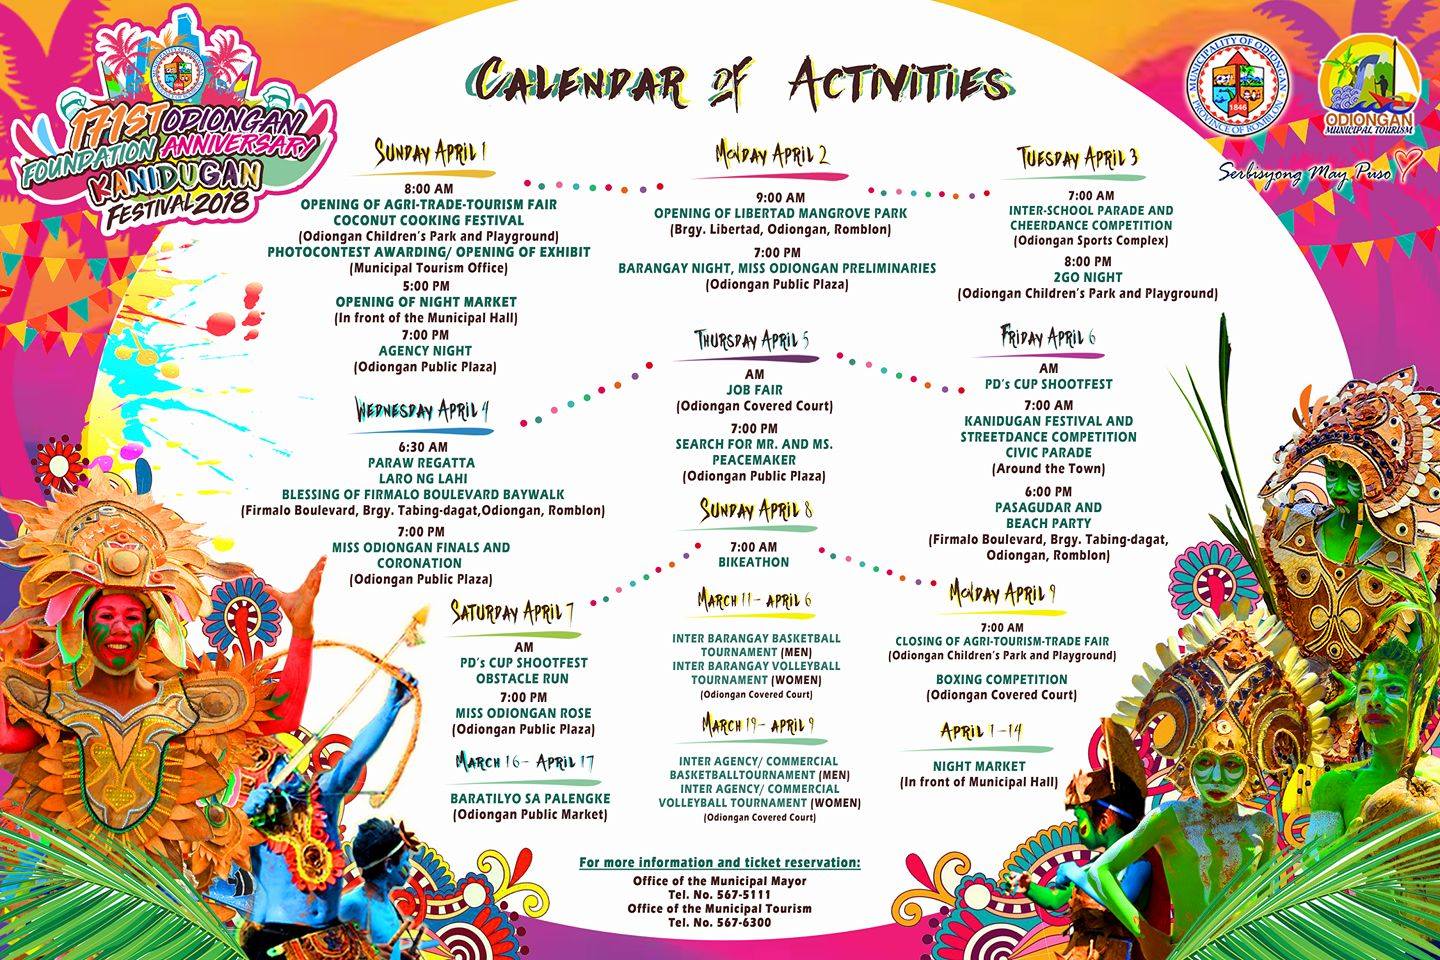 171ST ODIONGAN
FOUNDATION ANNIVERSARY
KANIDUGAN
FESTIVAL 2018
CALENDAR OF ACTIVITIES
MUNICIPALITY OF ODIONGAN
1846
PROVINCE OF ROMBLON
ODIONGAN
MUNICIPAL TOURISM
Serbisyong May Puso
SUNDAY APRIL 1
8:00 AM
OPENING OF AGRI-TRADE-TOURISM FAIR
COCONUT COOKING FESTIVAL
(Odiongan Children's Park and Playground)
PHOTOCONTEST AWARDING/ OPENING OF EXHIBIT
(Municipal Tourism Office)
5:00 PM
OPENING OF NIGHT MARKET
(In front of the Municipal Hall)
7:00 PM
AGENCY NIGHT
(Odiongan Public Plaza)
MONDAY APRIL 2
9:00 AM
OPENING OF LIBERTAD MANGROVE PARK
(Brgy. Libertad, Odiongan, Romblon)
7:00 PM
BARANGAY NIGHT, MISS ODIONGAN PRELIMINARIES
(Odiongan Public Plaza)
TUESDAY APRIL 3
7:00 AM
INTER-SCHOOL PARADE AND
CHEERDANCE COMPETITION
(Odiongan Sports Complex)
8:00 PM
2GO NIGHT
(Odiongan Children's Park and Playground)
WEDNESDAY APRIL 4
6:30 AM
PARAW REGATTA
LARO NG LAHI
BLESSING OF FIRMALO BOULEVARD BAYWALK
(Firmalo Boulevard, Brgy. Tabing-dagat,Odiongan, Romblon)
7:00 PM
MISS ODIONGAN FINALS AND
CORONATION
(Odiongan Public Plaza)
THURSDAY APRIL 5
AM
JOB FAIR
(Odiongan Covered Court)
7:00 PM
SEARCH FOR MR. AND MS.
PEACEMAKER
(Odiongan Public Plaza)
FRIDAY APRIL 6
AM
PD's CUP SHOOTFEST
7:00 AM
KANIDUGAN FESTIVAL AND
STREETDANCE COMPETITION
CIVIC PARADE
(Around the Town)
6:00 PM
PASAGUDAR AND
BEACH PARTY
(Firmalo Boulevard, Brgy. Tabing-dagat,
Odiongan, Romblon)
SATURDAY APRIL 7
AM
PD's CUP SHOOTFEST
OBSTACLE RUN
7:00 PM
MISS ODIONGAN ROSE
(Odiongan Public Plaza)
SUNDAY APRIL 8
7:00 AM
BIKEATHON
MONDAY APRIL 9
7:00 AM
CLOSING OF AGRI-TOURISM-TRADE FAIR
(Odiongan Children's Park and Playground)
BOXING COMPETITION
(Odiongan Covered Court)
MARCH 16- APRIL 17
BARATILYO SA PALENGKE
(Odiongan Public Market)
MARCH 11- APRIL 6
INTER BARANGAY BASKETBALL
TOURNAMENT (MEN)
INTER BARANGAY VOLLEYBALL
TOURNAMENT (WOMEN)
(Odiongan Covered Court)
MARCH 19- APRIL 9
INTER AGENCY/ COMMERCIAL
BASKETBALLTOURNAMENT (MEN)
INTER AGENCY/ COMMERCIAL
VOLLEYBALL TOURNAMENT (WOMEN)
(Odiongan Covered Court)
APRIL 1-14
NIGHT MARKET
(In front of Municipal Hall)
For more information and ticket reservation:
Office of the Municipal Mayor
Tel. No. 567-5111
Office of the Municipal Tourism
Tel. No. 567-6300